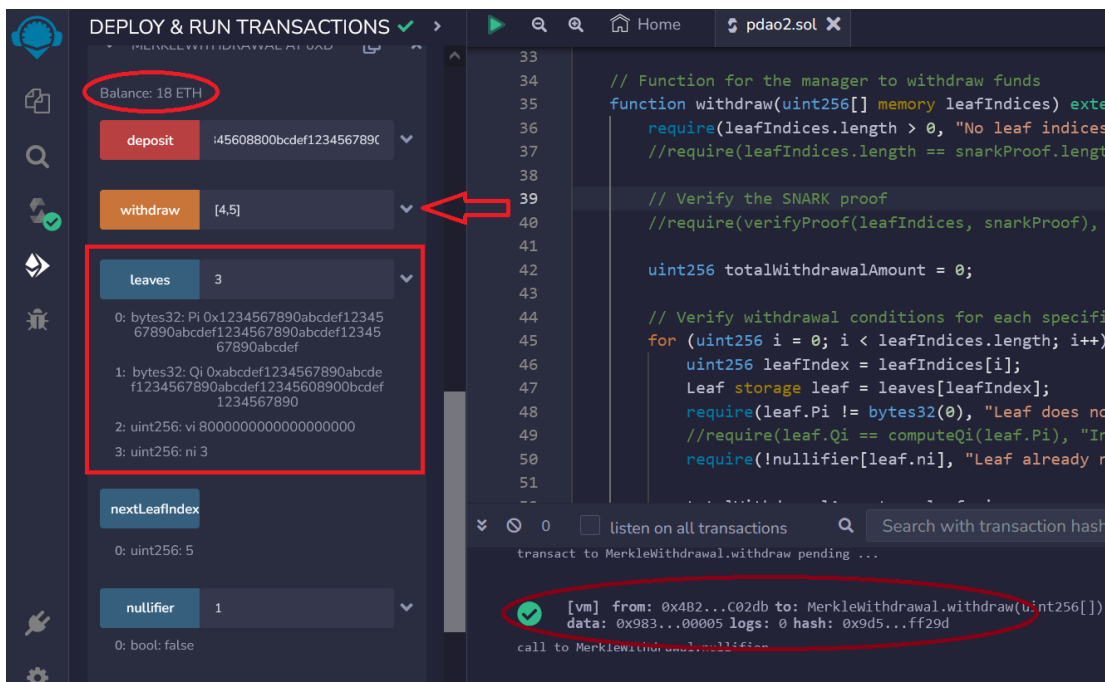 DEPLOY & RUN TRANSACTIONS
MERKLEWITHDRAWAL AT 0XD
Balance: 18 ETH
deposit 345608800bcdef123456789(
withdraw [4,5]
leaves 3
0: bytes32: Pi 0x1234567890abcdef12345
67890abcdef1234567890abcdef12345
67890abcdef
1: bytes32: Qi 0xabcdef1234567890abcde
f1234567890abcdef12345608900bcdef
1234567890
2: uint256: vi 8000000000000000000
3: uint256: ni 3
nextLeafIndex
0: uint256: 5
nullifier 1
0: bool: false
Home pdao2.sol
33
34 // Function for the manager to withdraw funds
35 function withdraw(uint256[] memory leafIndices) exte
36 require(leafIndices.length > 0, "No leaf indices
37 //require(leafIndices.length == snarkProof.lengt
38
39 // Verify the SNARK proof
40 //require(verifyProof(leafIndices, snarkProof),
41
42 uint256 totalWithdrawalAmount = 0;
43
44 // Verify withdrawal conditions for each specifi
45 for (uint256 i = 0; i < leafIndices.length; i++)
46 uint256 leafIndex = leafIndices[i];
47 Leaf storage leaf = leaves[leafIndex];
48 require(leaf.Pi != bytes32(0), "Leaf does no
49 //require(leaf.Qi == computeQi(leaf.Pi), "In
50 require(!nullifier[leaf.ni], "Leaf already n
51
0 listen on all transactions Search with transaction hash
transact to MerkleWithdrawal.withdraw pending ...
[vm] from: 0x4B2...C02db to: MerkleWithdrawal.withdraw(uint256[])
data: 0x983...00005 logs: 0 hash: 0x9d5...ff29d
call to MerkleWithdrawal.nullifier